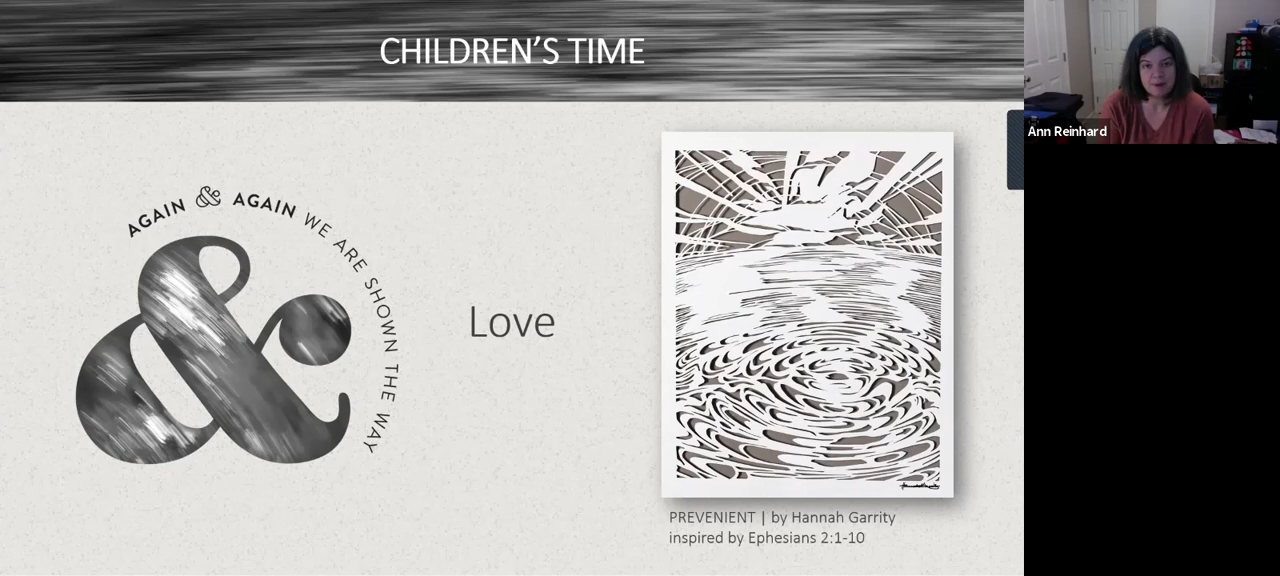 CHILDREN'S TIME
AGAIN & AGAIN WE ARE SHOWN THE WAY
&
Love
PREVENIENT | by Hannah Garrity
inspired by Ephesians 2:1-10
Ann Reinhard